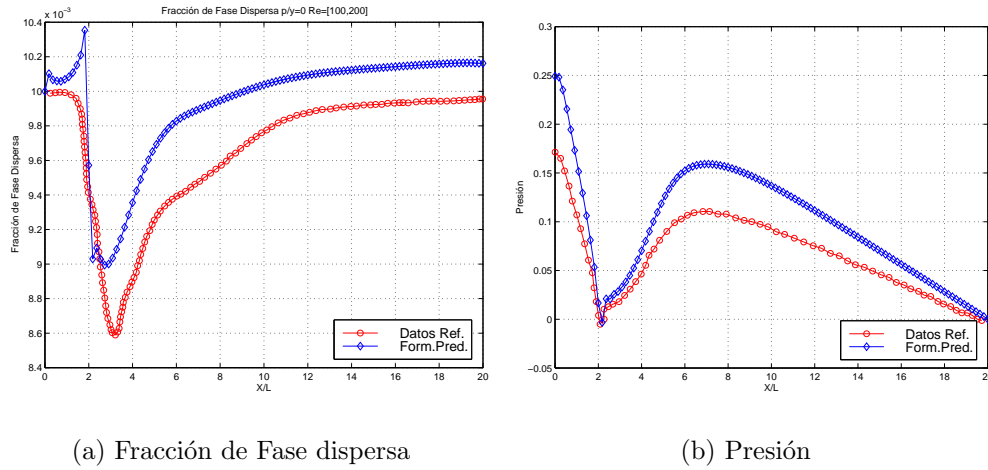 Fracción de Fase Dispersa p/y=0 Re=[100,200]
x 10⁻³
10.4
10.2
10
9.8
9.6
9.4
9.2
9
8.8
8.6
8.4
Fracción de Fase Dispersa
0 2 4 6 8 10 12 14 16 18 20
X/L
Datos Ref.
Form.Pred.
0.3
0.25
0.2
0.15
0.1
0.05
0
−0.05
Presión
0 2 4 6 8 10 12 14 16 18 20
X/L
Datos Ref.
Form.Pred.
(a) Fracción de Fase dispersa
(b) Presión